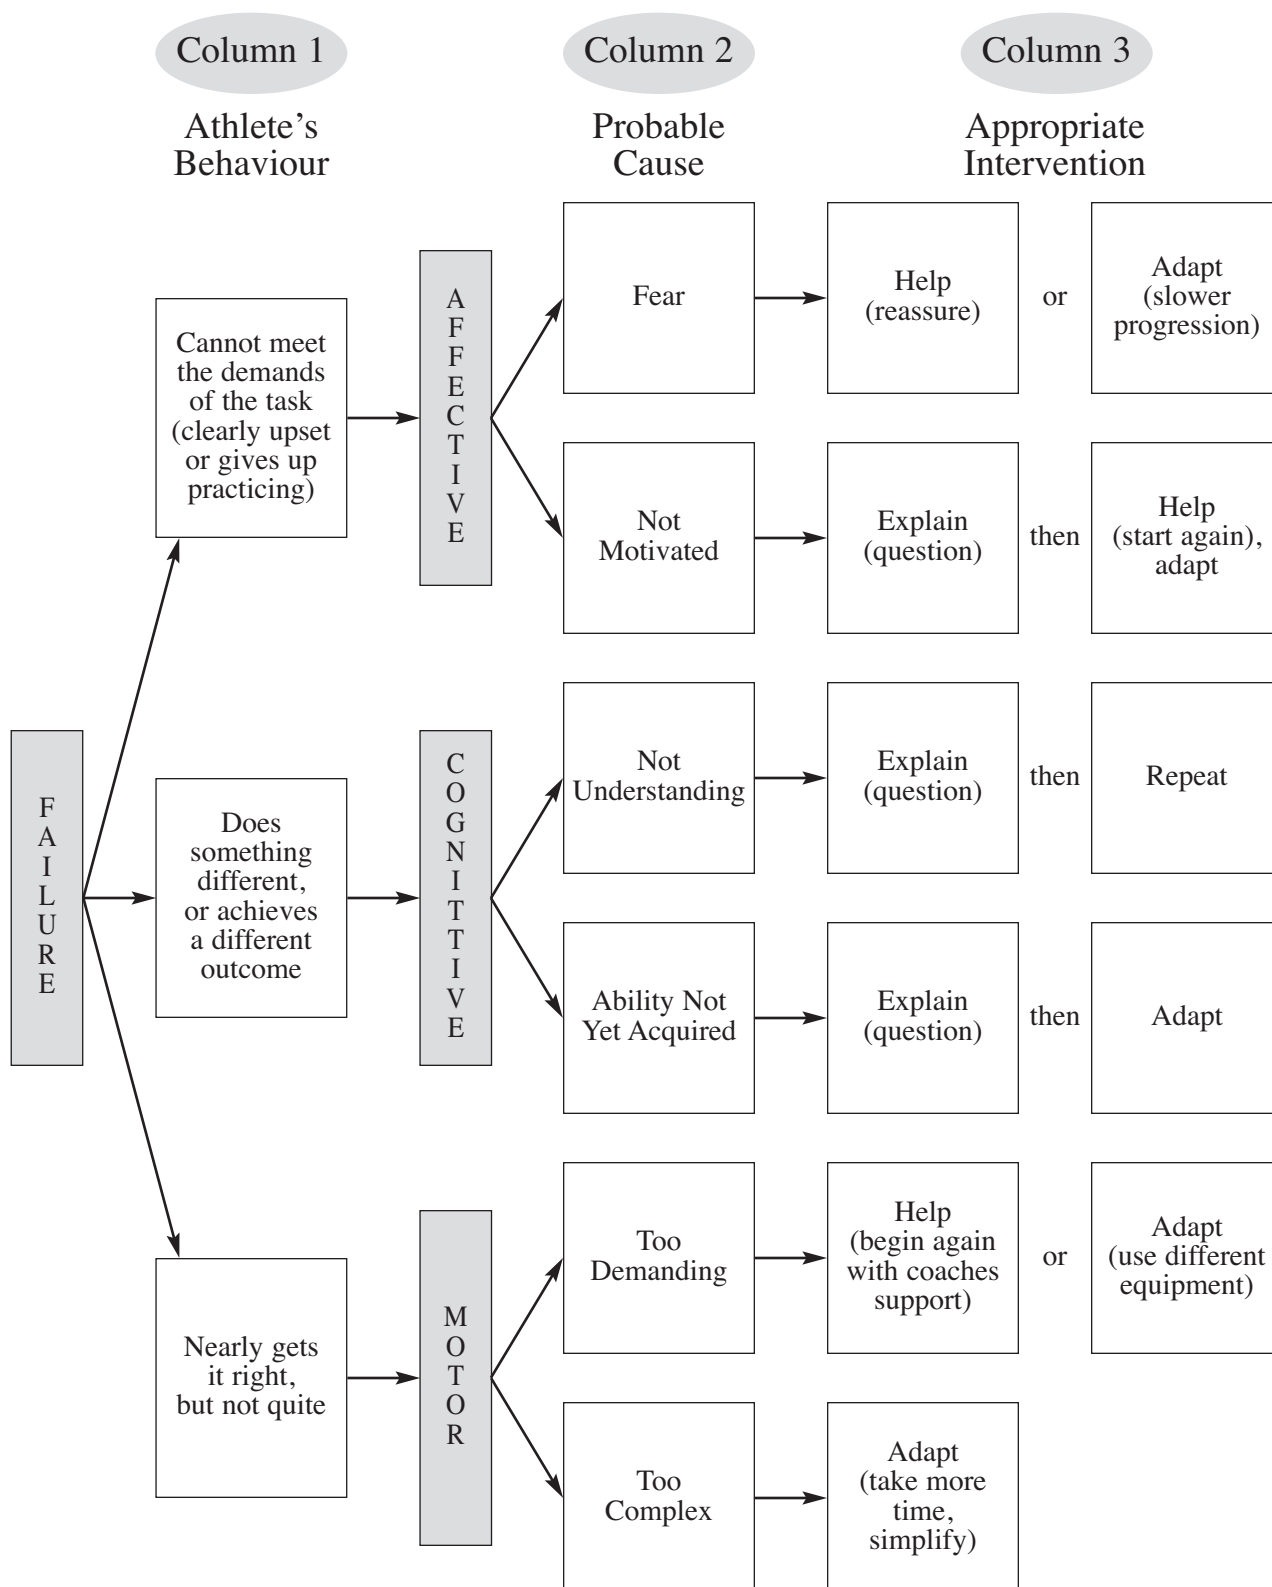 Column 1
Column 2
Column 3
Athlete's
Behaviour
Probable
Cause
Appropriate
Intervention
FAILURE
Cannot meet
the demands
of the task
(clearly upset
or gives up
practicing)
AFFECTIVE
Fear
Help
(reassure)
or
Adapt
(slower
progression)
Not
Motivated
Explain
(question)
then
Help
(start again),
adapt
Does
something
different,
or achieves
a different
outcome
COGNITTIVE
Not
Understanding
Explain
(question)
then
Repeat
Ability Not
Yet Acquired
Explain
(question)
then
Adapt
Nearly gets
it right,
but not quite
MOTOR
Too
Demanding
Help
(begin again
with coaches
support)
or
Adapt
(use different
equipment)
Too
Complex
Adapt
(take more
time,
simplify)